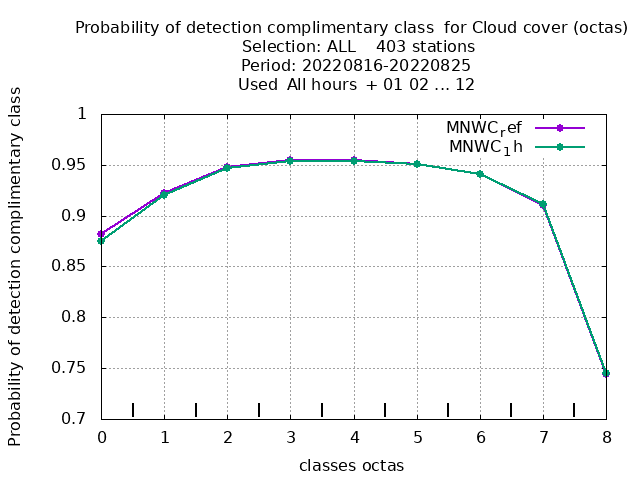 Probability of detection complimentary class  for Cloud cover (octas)
Selection: ALL    403 stations
Period: 20220816-20220825
Used  All hours  + 01 02 ... 12
Probability of detection complimentary class
1
0.95
0.9
0.85
0.8
0.75
0.7
MNWC_ref
MNWC_1h
0 1 2 3 4 5 6 7 8
classes octas